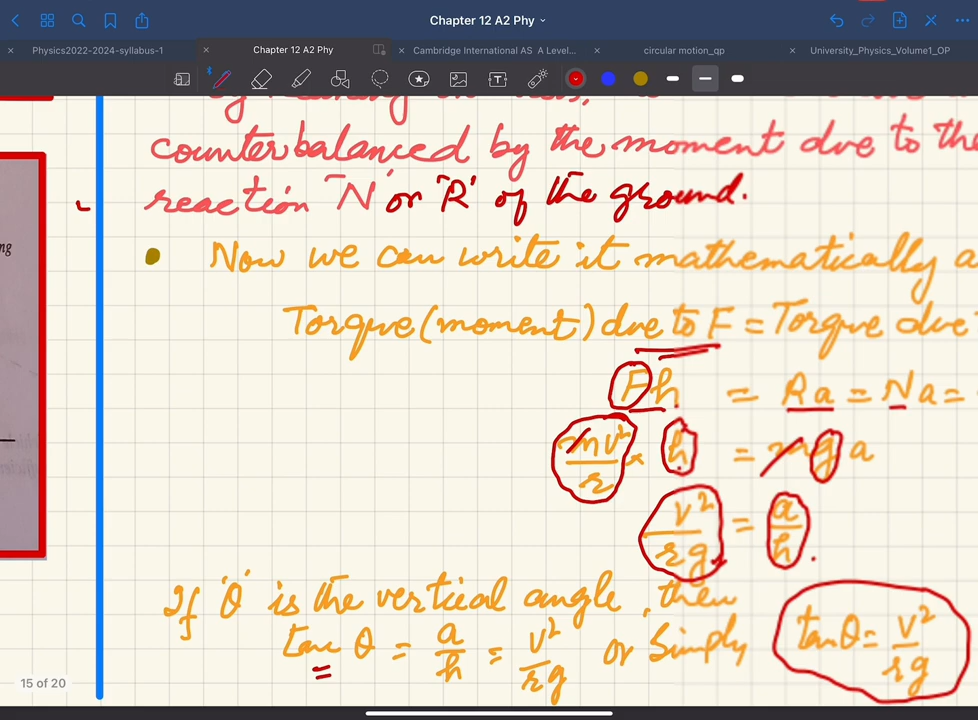 Chapter 12 A2 Phy
Physics2022-2024-syllabus-1
Chapter 12 A2 Phy
Cambridge International AS A Level...
circular motion_qp
University_Physics_Volume1_OP
counterbalanced by the moment due to the
reaction 'N' or 'R' of the ground.
ng
Now we can write it mathematically a
Torque (moment) due to F = Torque due
Fh = Ra = Na =
mv²/r × h = mg a
v²/rg = a/h .
If 'θ' is the vertical angle, then
tan θ = a/h = v²/rg or simply tanθ = v²/rg
15 of 20